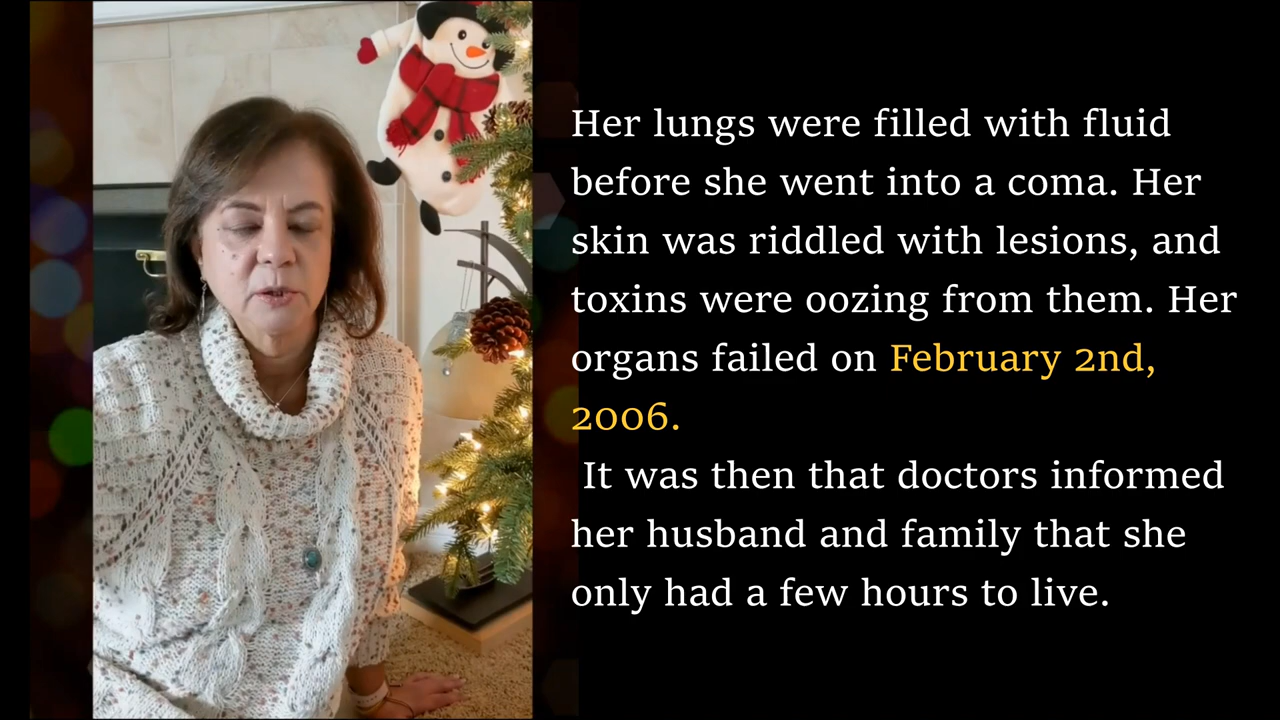 Her lungs were filled with fluid
before she went into a coma. Her
skin was riddled with lesions, and
toxins were oozing from them. Her
organs failed on February 2nd,
2006.
It was then that doctors informed
her husband and family that she
only had a few hours to live.